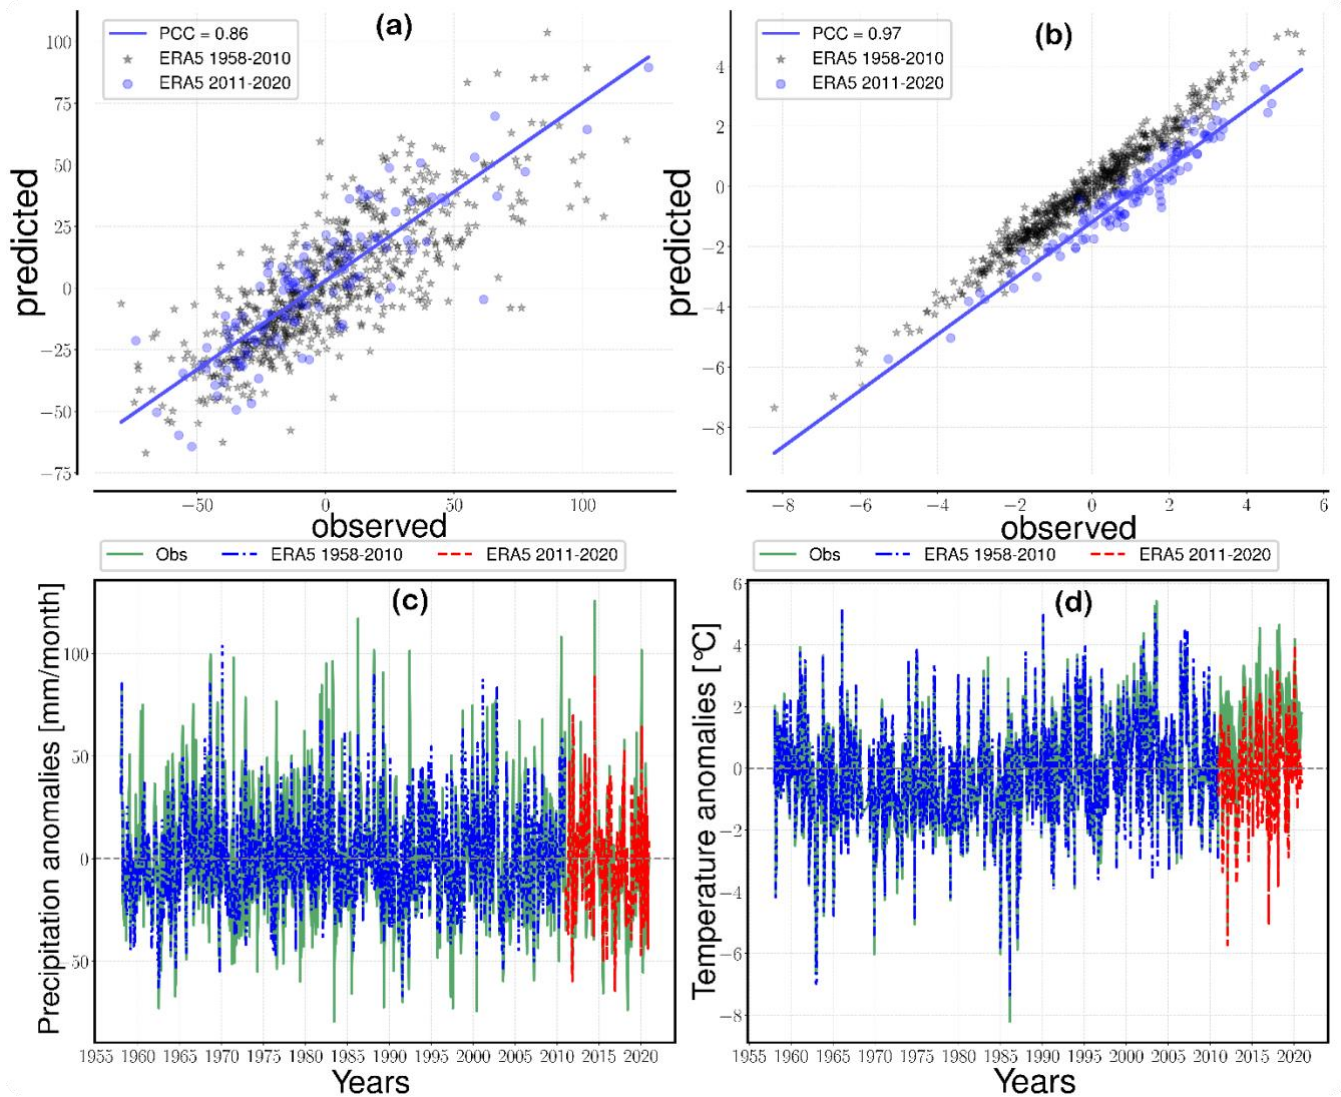 (a)
PCC = 0.86
ERA5 1958-2010
ERA5 2011-2020
100
75
50
25
0
−25
−50
−75
predicted
−50 0 50 100
observed
(b)
PCC = 0.97
ERA5 1958-2010
ERA5 2011-2020
4
2
0
−2
−4
−6
−8
predicted
−8 −6 −4 −2 0 2 4 6
observed
Obs ERA5 1958-2010 ERA5 2011-2020
(c)
Precipitation anomalies [mm/month]
100
50
0
−50
1955 1960 1965 1970 1975 1980 1985 1990 1995 2000 2005 2010 2015 2020
Years
Obs ERA5 1958-2010 ERA5 2011-2020
(d)
Temperature anomalies [°C]
6
4
2
0
−2
−4
−6
−8
1955 1960 1965 1970 1975 1980 1985 1990 1995 2000 2005 2010 2015 2020
Years